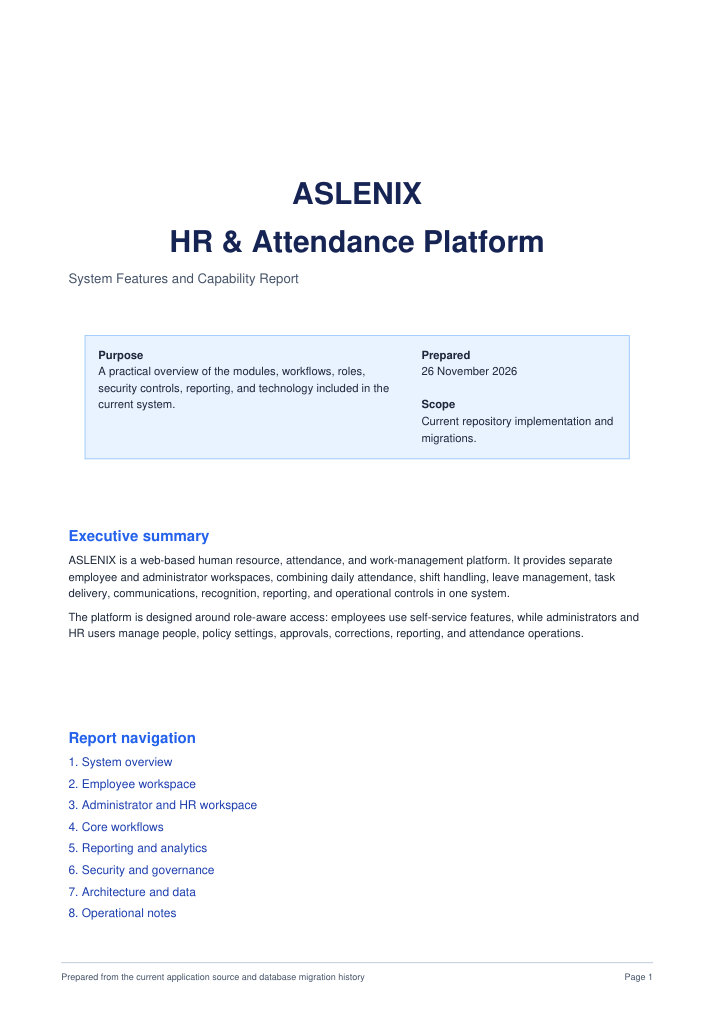 ASLENIX
HR & Attendance Platform
System Features and Capability Report
Purpose
A practical overview of the modules, workflows, roles,
security controls, reporting, and technology included in the
current system.
Prepared
26 November 2026
Scope
Current repository implementation and
migrations.
Executive summary
ASLENIX is a web-based human resource, attendance, and work-management platform. It provides separate
employee and administrator workspaces, combining daily attendance, shift handling, leave management, task
delivery, communications, recognition, reporting, and operational controls in one system.
The platform is designed around role-aware access: employees use self-service features, while administrators and
HR users manage people, policy settings, approvals, corrections, reporting, and attendance operations.
Report navigation
1. System overview
2. Employee workspace
3. Administrator and HR workspace
4. Core workflows
5. Reporting and analytics
6. Security and governance
7. Architecture and data
8. Operational notes
Prepared from the current application source and database migration history
Page 1